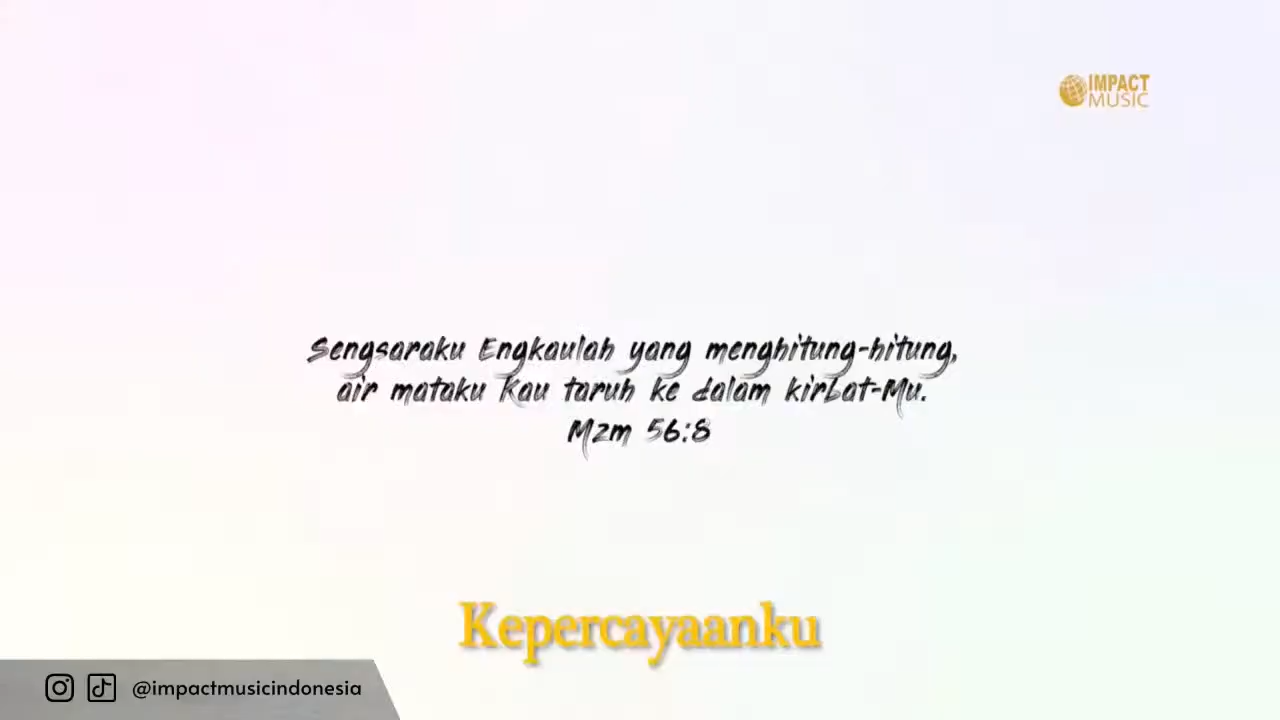 IMPACT
MUSIC
Sengsaraku Engkaulah yang menghitung-hitung,
air mataku Kau taruh ke dalam kirbat-Mu.
Mzm 56:8
Kepercayaanku
@impactmusicindonesia